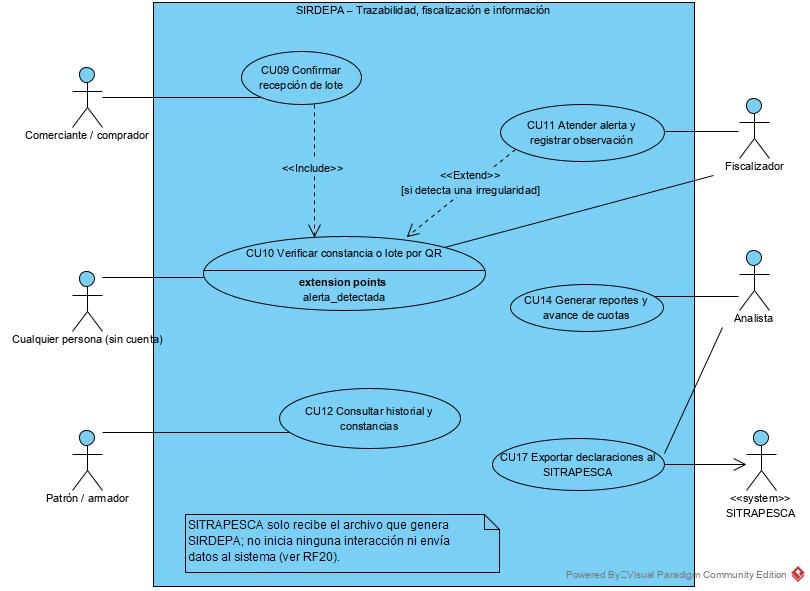 SIRDEPA – Trazabilidad, fiscalización e información
CU09 Confirmar
recepción de lote
Comerciante / comprador
CU11 Atender alerta y
registrar observación
Fiscalizador
<<Include>>
<<Extend>>
[si detecta una irregularidad]
CU10 Verificar constancia o lote por QR
extension points
alerta_detectada
Cualquier persona (sin cuenta)
CU14 Generar reportes y
avance de cuotas
Analista
CU12 Consultar historial y
constancias
Patrón / armador
CU17 Exportar declaraciones al
SITRAPESCA
<<system>>
SITRAPESCA
SITRAPESCA solo recibe el archivo que genera
SIRDEPA; no inicia ninguna interacción ni envía
datos al sistema (ver RF20).
Powered By Visual Paradigm Community Edition